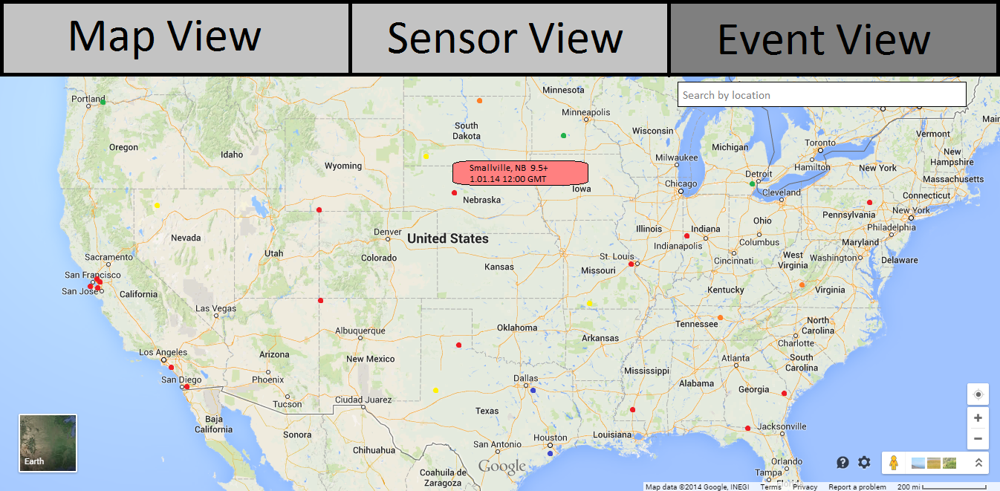 Map View
Sensor View
Event View
Search by location
Portland
Minnesota
Minneapolis
South
Dakota
Wisconsin
Michigan
Toronto
Vermont
Main
Oregon
Idaho
Wyoming
Milwaukee
Hamilton
New
Hampshire
New York
Massachusetts
Smallville, NB 9.5+
1.01.14 12:00 GMT
Iowa
Chicago
Detroit
Cleveland
Connecticut
Nebraska
Pennsylvania
New York
Philadelphia
Nevada
Utah
Denver
Colorado
United States
Illinois
Indiana
Indianapolis
Ohio
Columbus
Maryland
Sacramento
San Francisco
San Jose
California
Kansas
St. Louis
Missouri
Cincinnati
West
Virginia
Washington
Delaware
Kentucky
Virginia
Las Vegas
Albuquerque
Oklahoma
Tennessee
North
Carolina
Charlotte
Los Angeles
Arizona
New Mexico
Arkansas
Atlanta
South
Carolina
San Diego
Phoenix
Dallas
Mississippi
Alabama
Georgia
Tucson
Ciudad Juarez
Texas
Baja
California
Sonora
Chihuahua
San Antonio
Houston
Louisiana
Jacksonville
Orlando
Tampa
Florida
Coahuila de
Zaragoza
Google
Earth
Map data ©2014 Google, INEGI
Terms
Privacy
Report a problem
200 mi